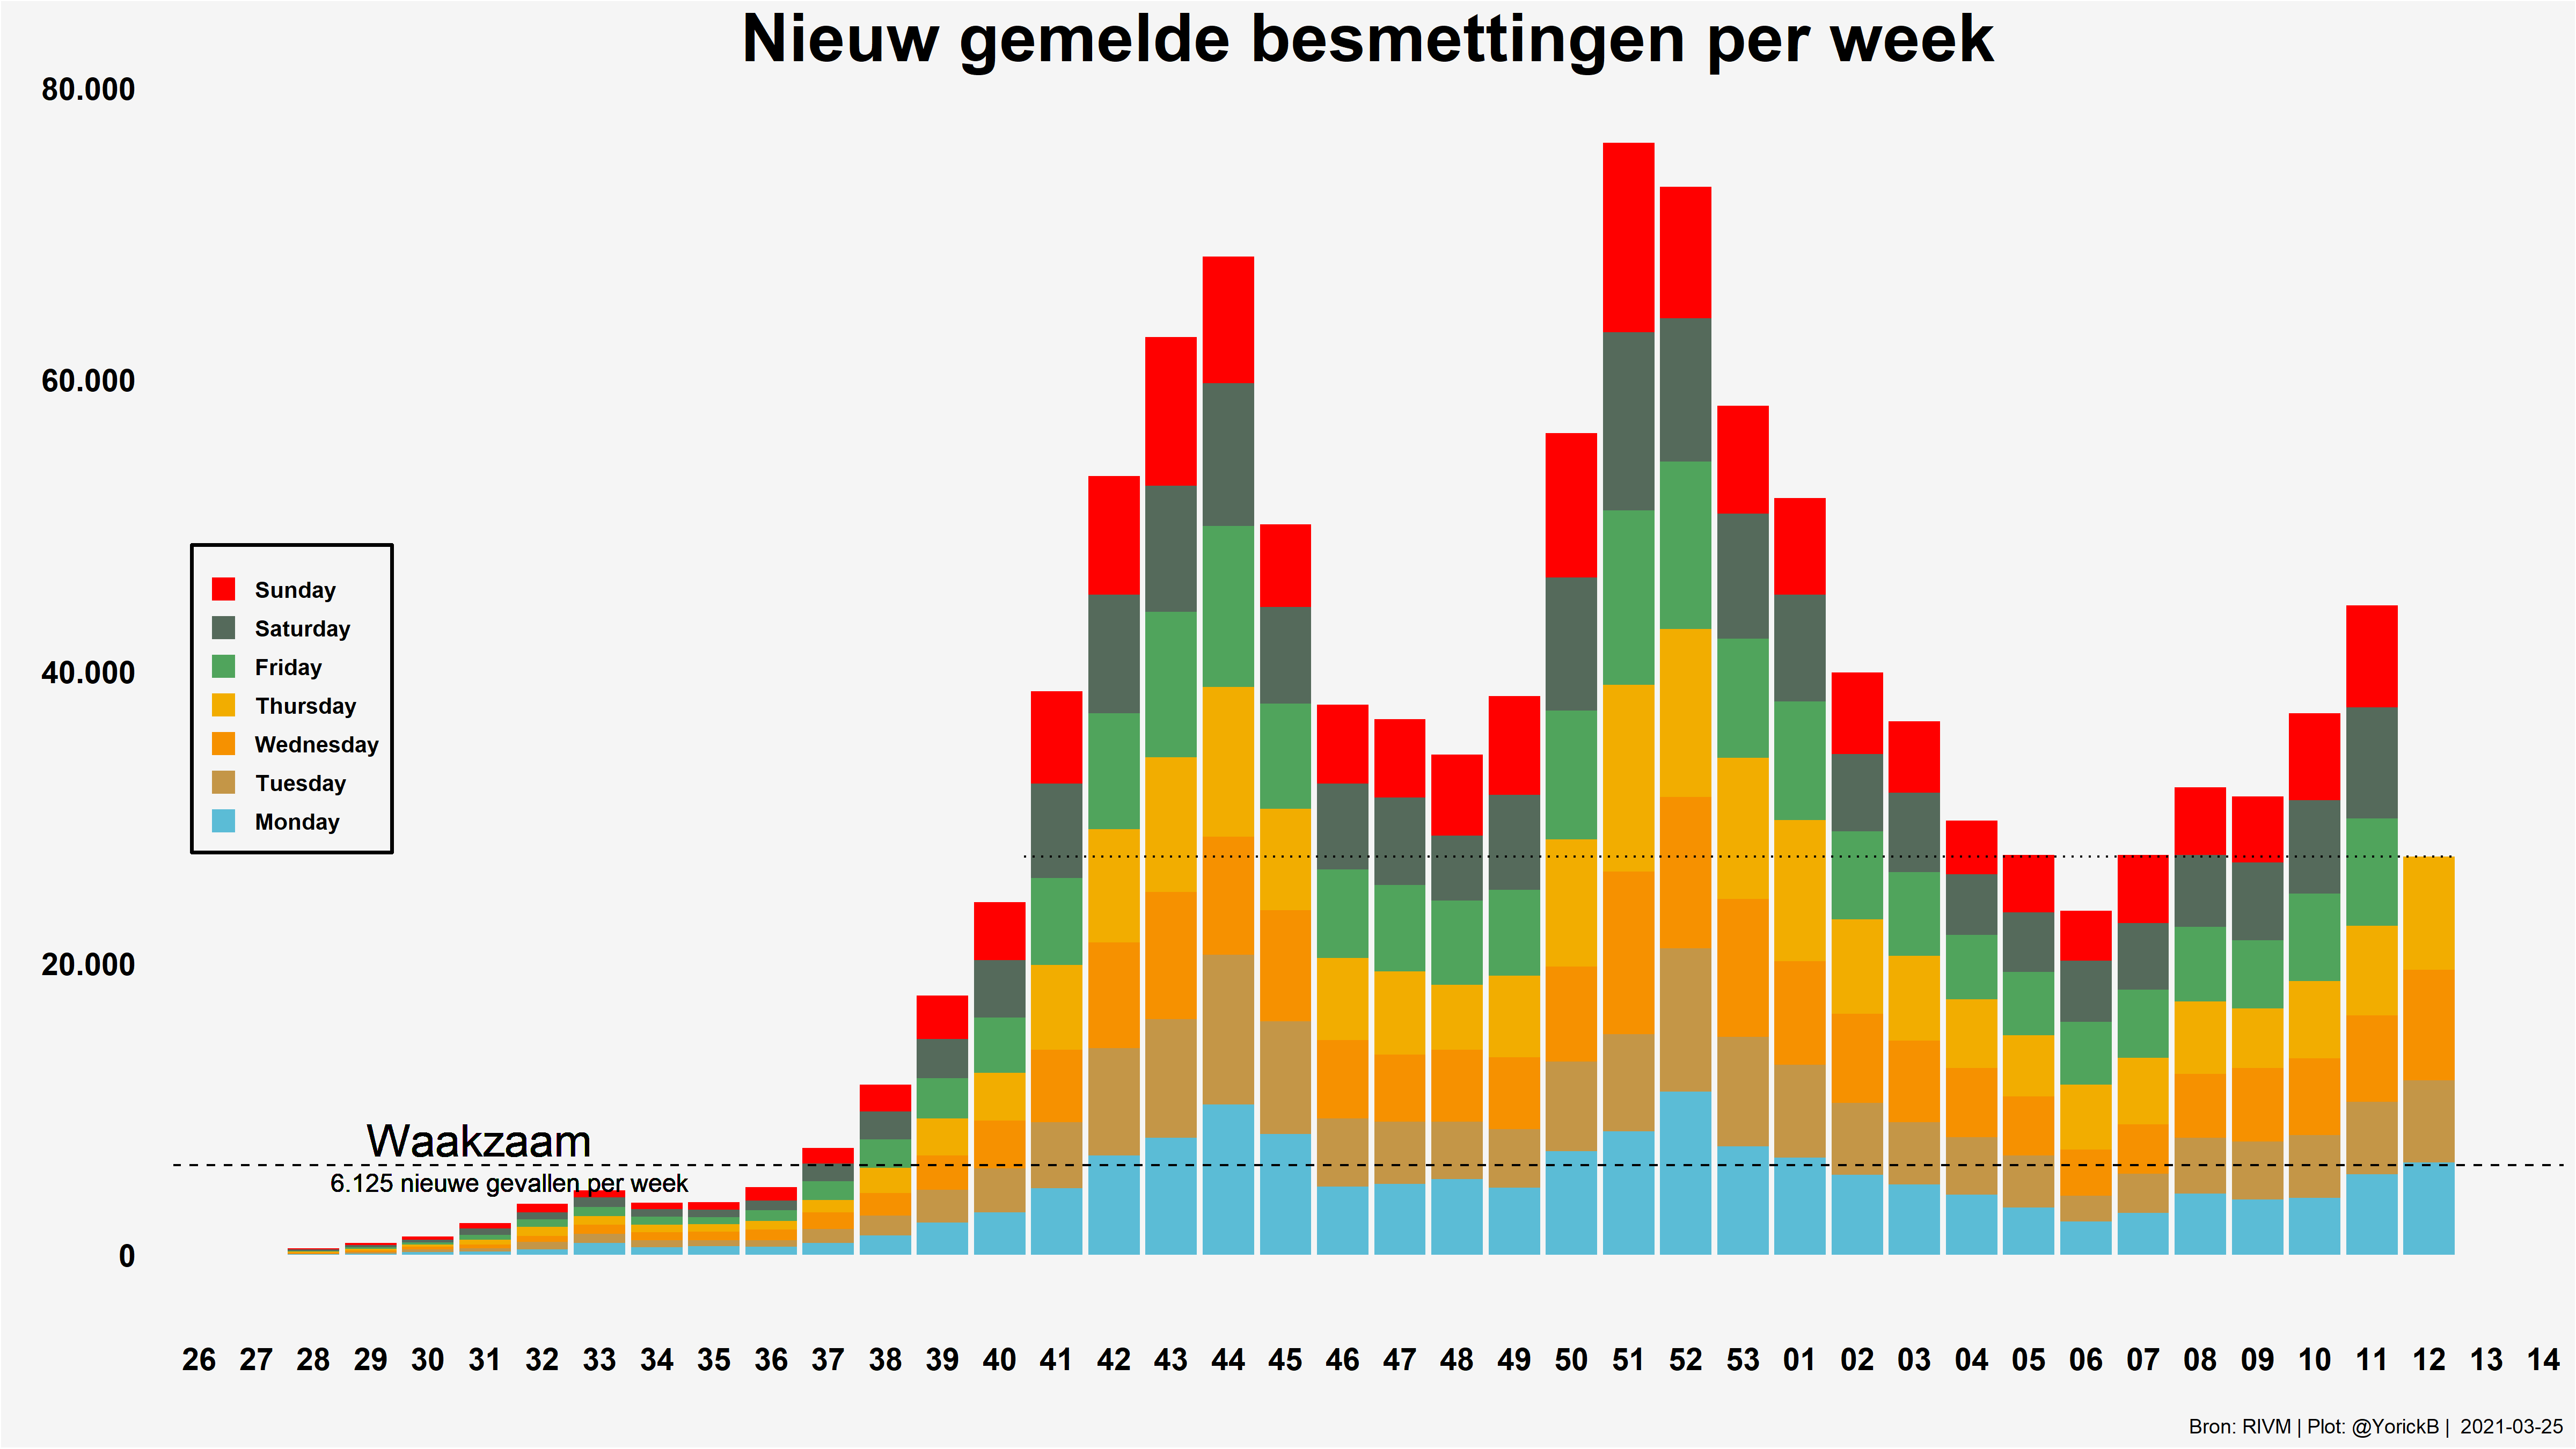 Nieuw gemelde besmettingen per week
80.000
60.000
40.000
20.000
0
Sunday
Saturday
Friday
Thursday
Wednesday
Tuesday
Monday
Waakzaam
6.125 nieuwe gevallen per week
26 27 28 29 30 31 32 33 34 35 36 37 38 39 40 41 42 43 44 45 46 47 48 49 50 51 52 53 01 02 03 04 05 06 07 08 09 10 11 12 13 14
Bron: RIVM | Plot: @YorickB | 2021-03-25